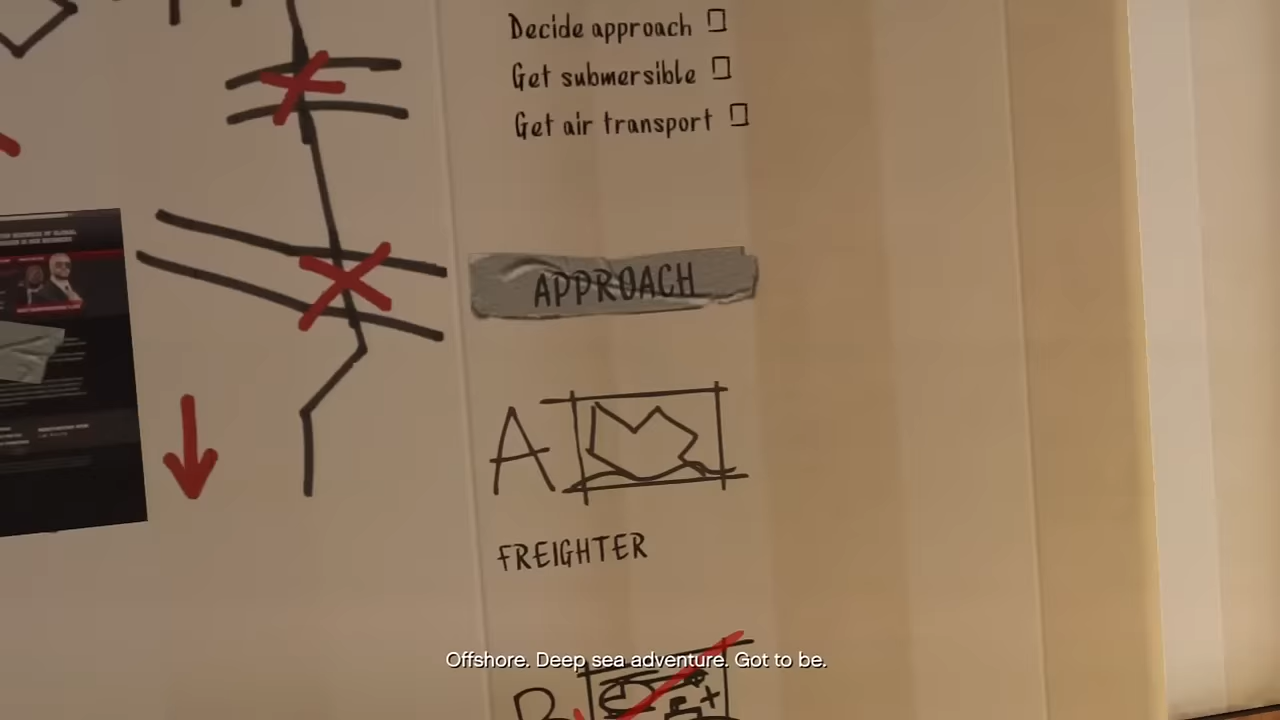 Decide approach
Get submersible
Get air transport
APPROACH
A
FREIGHTER
B
Offshore. Deep sea adventure. Got to be.